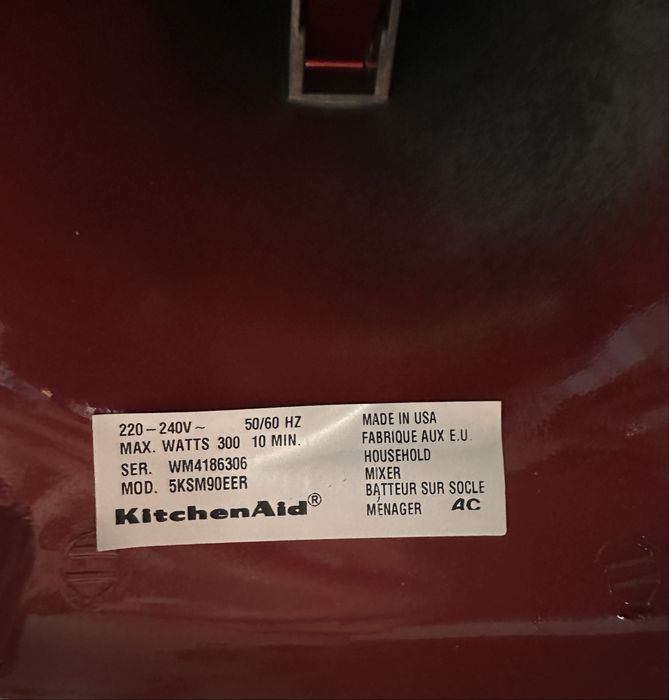 220-240V~ 50/60 HZ
MAX. WATTS 300 10 MIN.
SER. WM4186306
MOD. 5KSM90EER
KitchenAid®
MADE IN USA
FABRIQUE AUX E.U.
HOUSEHOLD
MIXER
BATTEUR SUR SOCLE
MÉNAGER AC